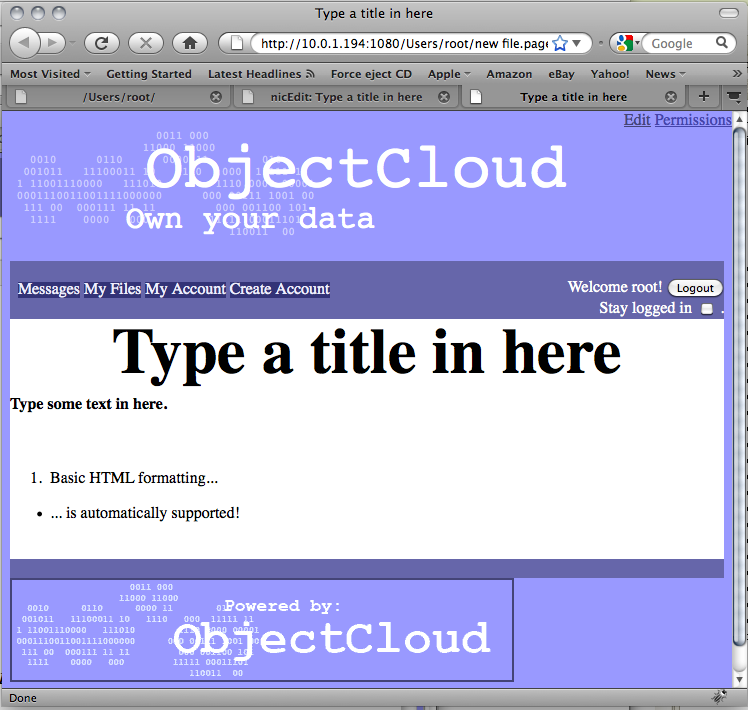 Type a title in here
http://10.0.1.194:1080/Users/root/new file.page
Google
Most Visited Getting Started Latest Headlines Force eject CD Apple Amazon eBay Yahoo! News »
/Users/root/ nicEdit: Type a title in here Type a title in here
Edit Permissions
ObjectCloud
Own your data
Messages My Files My Account Create Account
Welcome root! Logout
Stay logged in .
Type a title in here
Type some text in here.
1. Basic HTML formatting...
• ... is automatically supported!
Powered by:
ObjectCloud
Done